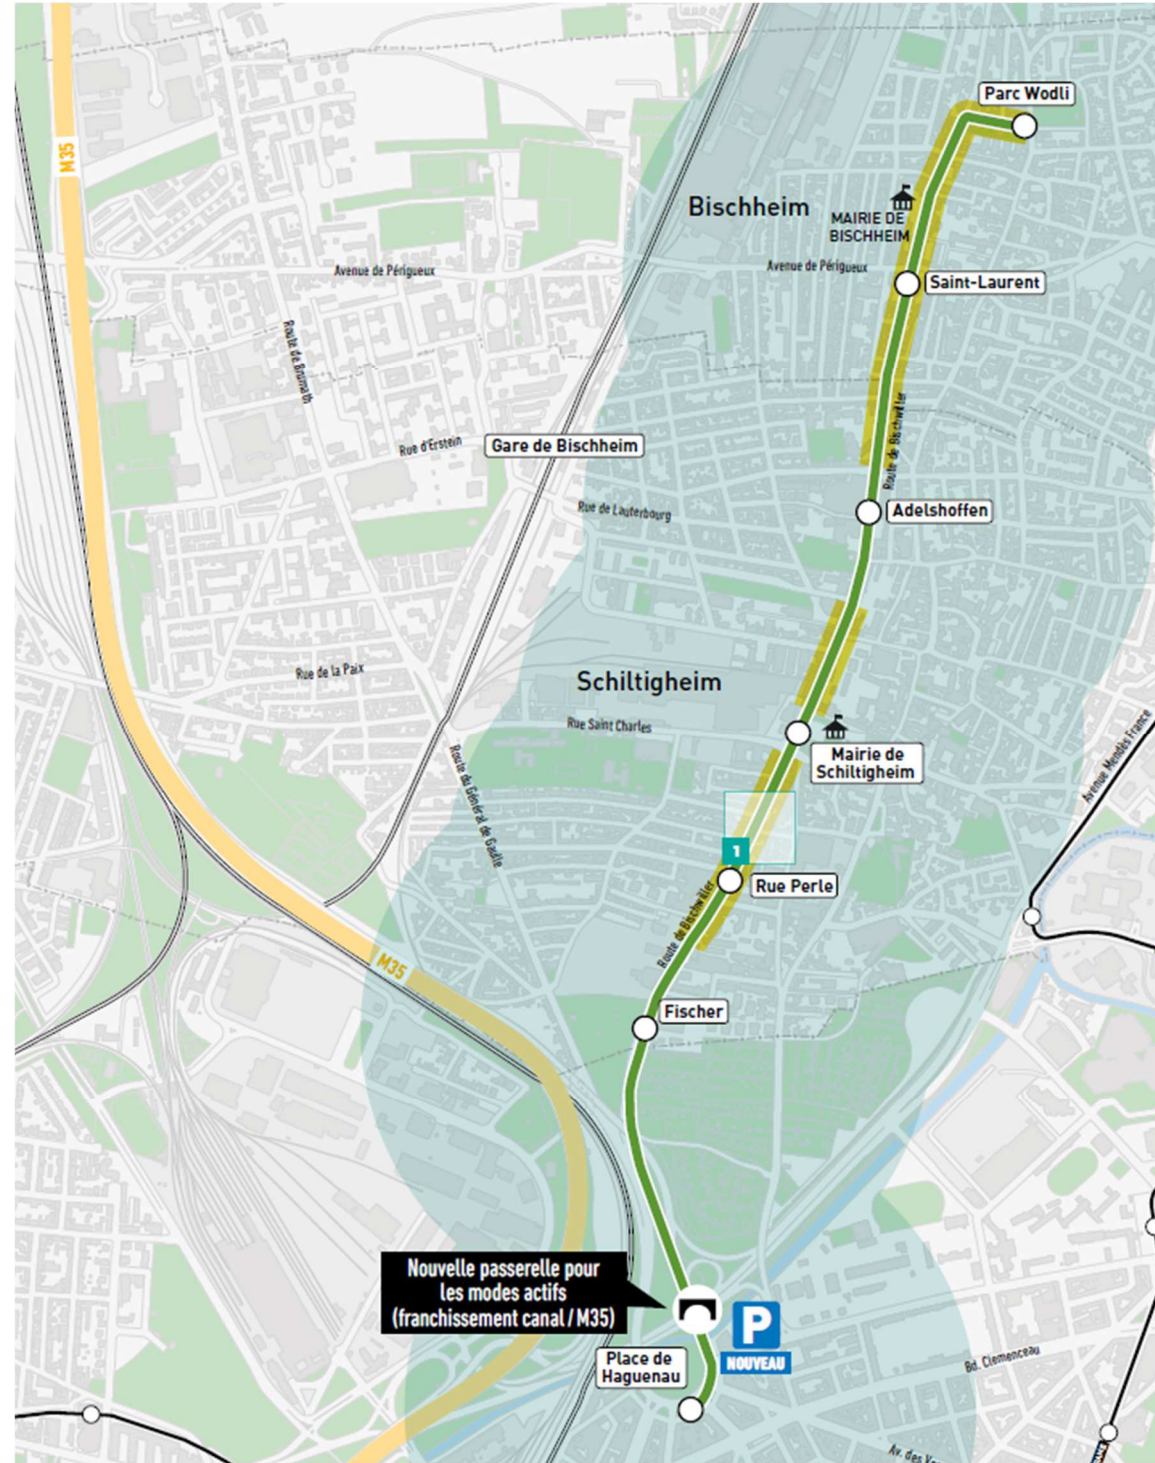 Parc Wodli
M35
Bischheim
MAIRIE DE
BISCHHEIM
Avenue de Périgueux
Avenue de Périgueux
Saint-Laurent
Route de Brumath
Route de Bischwiller
Rue d'Erstein
Gare de Bischheim
Rue de Lauterbourg
Adelshoffen
Rue de la Paix
Schiltigheim
Rue Saint Charles
Mairie de
Schiltigheim
Avenue Mendès France
Route du Général de Gaulle
1
Rue Perle
Route de Bischwiller
M35
Fischer
Nouvelle passerelle pour
les modes actifs
(franchissement canal / M35)
P
NOUVEAU
Place de
Haguenau
Bd. Clemenceau
Av. des